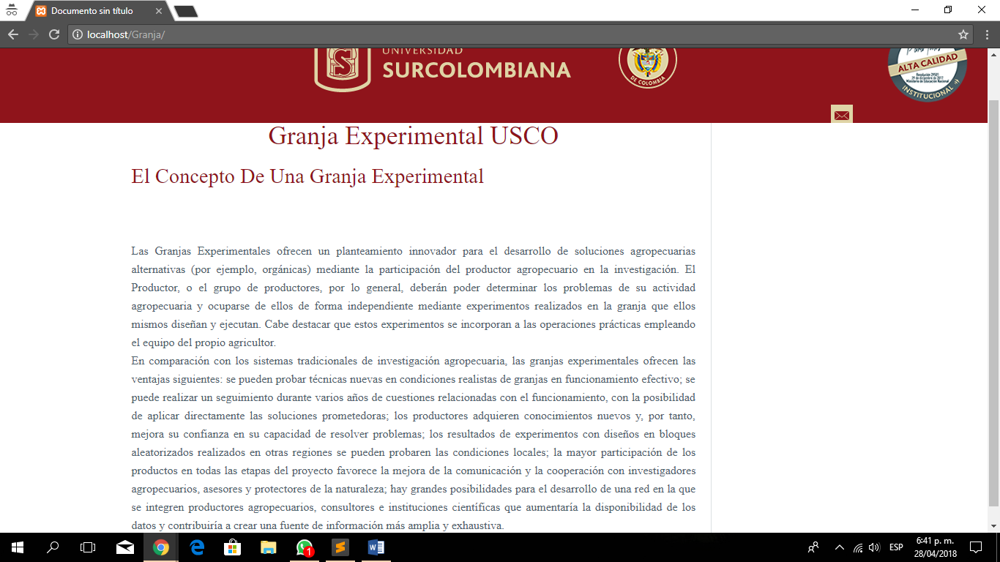 Documento sin título
localhost/Granja/
UNIVERSIDAD
SURCOLOMBIANA
DE COLOMBIA
ALTA CALIDAD
Resolución 29501
29 de diciembre de 2017
Ministerio de Educación Nacional
INSTITUCIONAL
Granja Experimental USCO
El Concepto De Una Granja Experimental
Las Granjas Experimentales ofrecen un planteamiento innovador para el desarrollo de soluciones agropecuarias
alternativas (por ejemplo, orgánicas) mediante la participación del productor agropecuario en la investigación. El
Productor, o el grupo de productores, por lo general, deberán poder determinar los problemas de su actividad
agropecuaria y ocuparse de ellos de forma independiente mediante experimentos realizados en la granja que ellos
mismos diseñan y ejecutan. Cabe destacar que estos experimentos se incorporan a las operaciones prácticas empleando
el equipo del propio agricultor.
En comparación con los sistemas tradicionales de investigación agropecuaria, las granjas experimentales ofrecen las
ventajas siguientes: se pueden probar técnicas nuevas en condiciones realistas de granjas en funcionamiento efectivo; se
puede realizar un seguimiento durante varios años de cuestiones relacionadas con el funcionamiento, con la posibilidad
de aplicar directamente las soluciones prometedoras; los productores adquieren conocimientos nuevos y, por tanto,
mejora su confianza en su capacidad de resolver problemas; los resultados de experimentos con diseños en bloques
aleatorizados realizados en otras regiones se pueden probaren las condiciones locales; la mayor participación de los
productos en todas las etapas del proyecto favorece la mejora de la comunicación y la cooperación con investigadores
agropecuarios, asesores y protectores de la naturaleza; hay grandes posibilidades para el desarrollo de una red en la que
se integren productores agropecuarios, consultores e instituciones científicas que aumentaría la disponibilidad de los
datos y contribuiría a crear una fuente de información más amplia y exhaustiva.
1
ESP
6:41 p. m.
28/04/2018